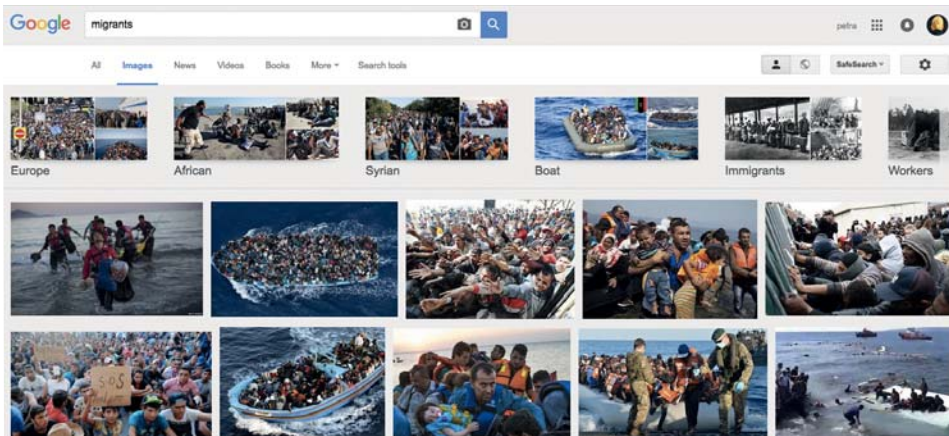 Google migrants petra
All Images News Videos Books More Search tools SafeSearch
Europe African Syrian Boat Immigrants Workers
SOS